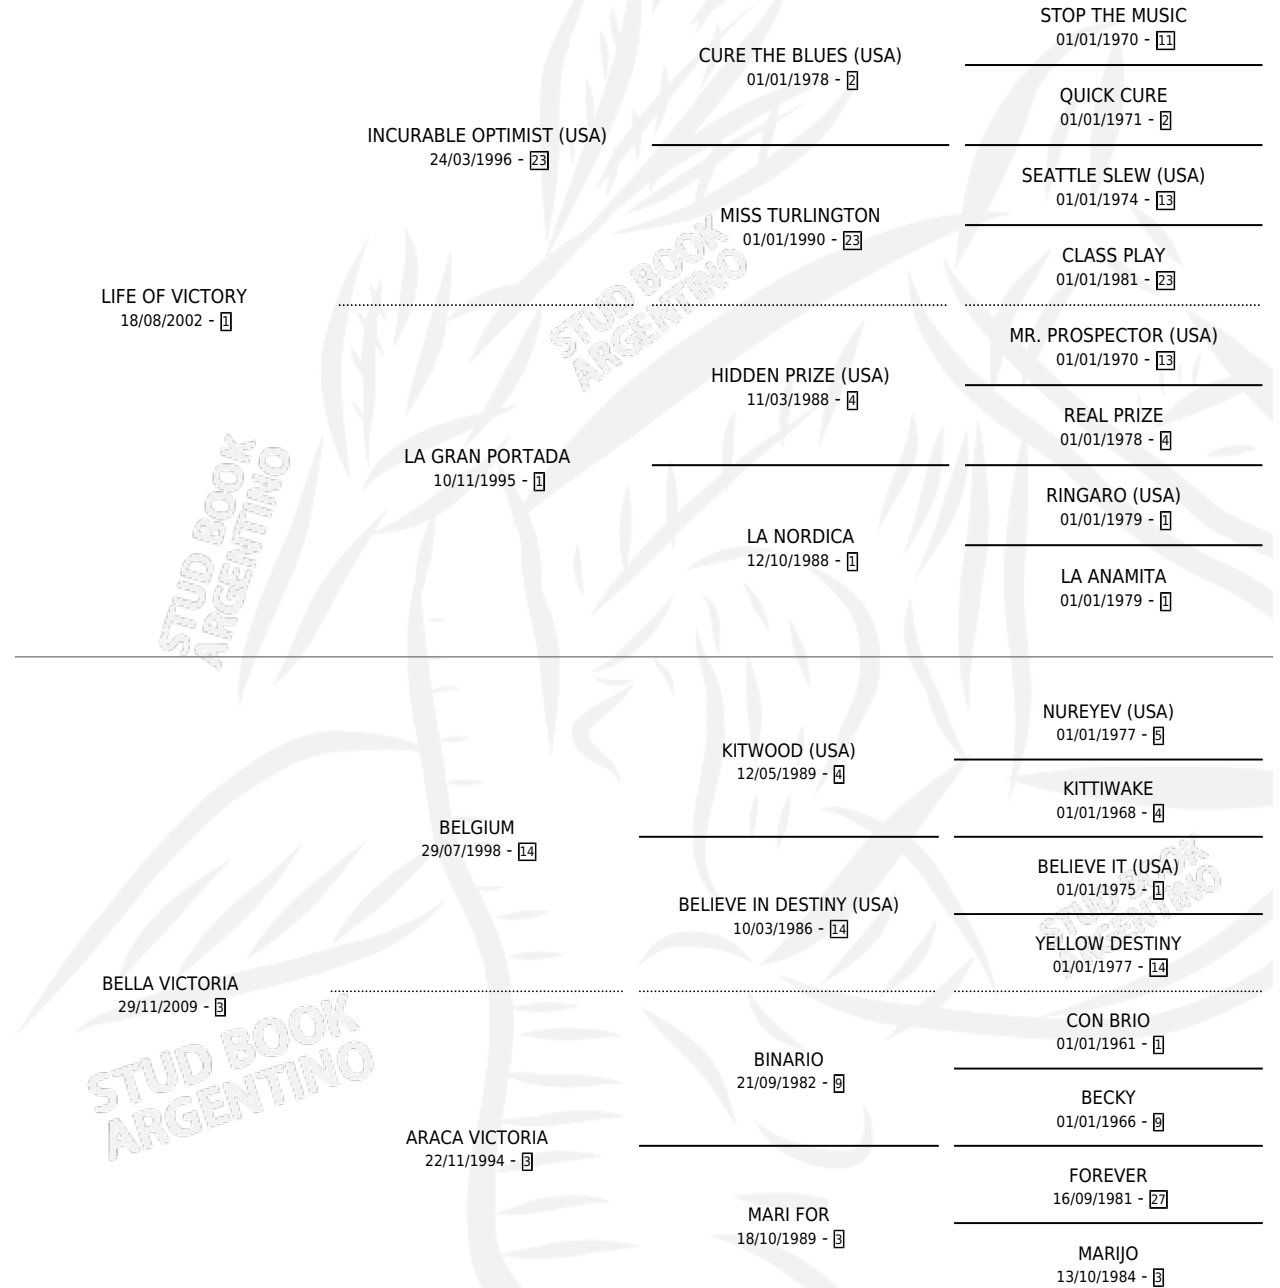 STOP THE MUSIC
01/01/1970 - 11
CURE THE BLUES (USA)
01/01/1978 - 2
QUICK CURE
01/01/1971 - 2
INCURABLE OPTIMIST (USA)
24/03/1996 - 23
SEATTLE SLEW (USA)
01/01/1974 - 13
MISS TURLINGTON
01/01/1990 - 23
CLASS PLAY
01/01/1981 - 23
LIFE OF VICTORY
18/08/2002 - 1
STUD BOOK
ARGENTINO
MR. PROSPECTOR (USA)
01/01/1970 - 13
HIDDEN PRIZE (USA)
11/03/1988 - 4
REAL PRIZE
01/01/1978 - 4
LA GRAN PORTADA
10/11/1995 - 1
RINGARO (USA)
01/01/1979 - 1
LA NORDICA
12/10/1988 - 1
LA ANAMITA
01/01/1979 - 1
STUD BOOK
ARGENTINO
NUREYEV (USA)
01/01/1977 - 5
KITWOOD (USA)
12/05/1989 - 4
KITTIWAKE
01/01/1968 - 4
BELGIUM
29/07/1998 - 14
BELIEVE IT (USA)
01/01/1975 - 1
BELIEVE IN DESTINY (USA)
10/03/1986 - 14
STUD BOOK
ARGENTINO
YELLOW DESTINY
01/01/1977 - 14
BELLA VICTORIA
29/11/2009 - 3
STUD BOOK
ARGENTINO
CON BRIO
01/01/1961 - 1
BINARIO
21/09/1982 - 9
BECKY
01/01/1966 - 9
ARACA VICTORIA
22/11/1994 - 3
FOREVER
16/09/1981 - 27
MARI FOR
18/10/1989 - 3
MARIJO
13/10/1984 - 3